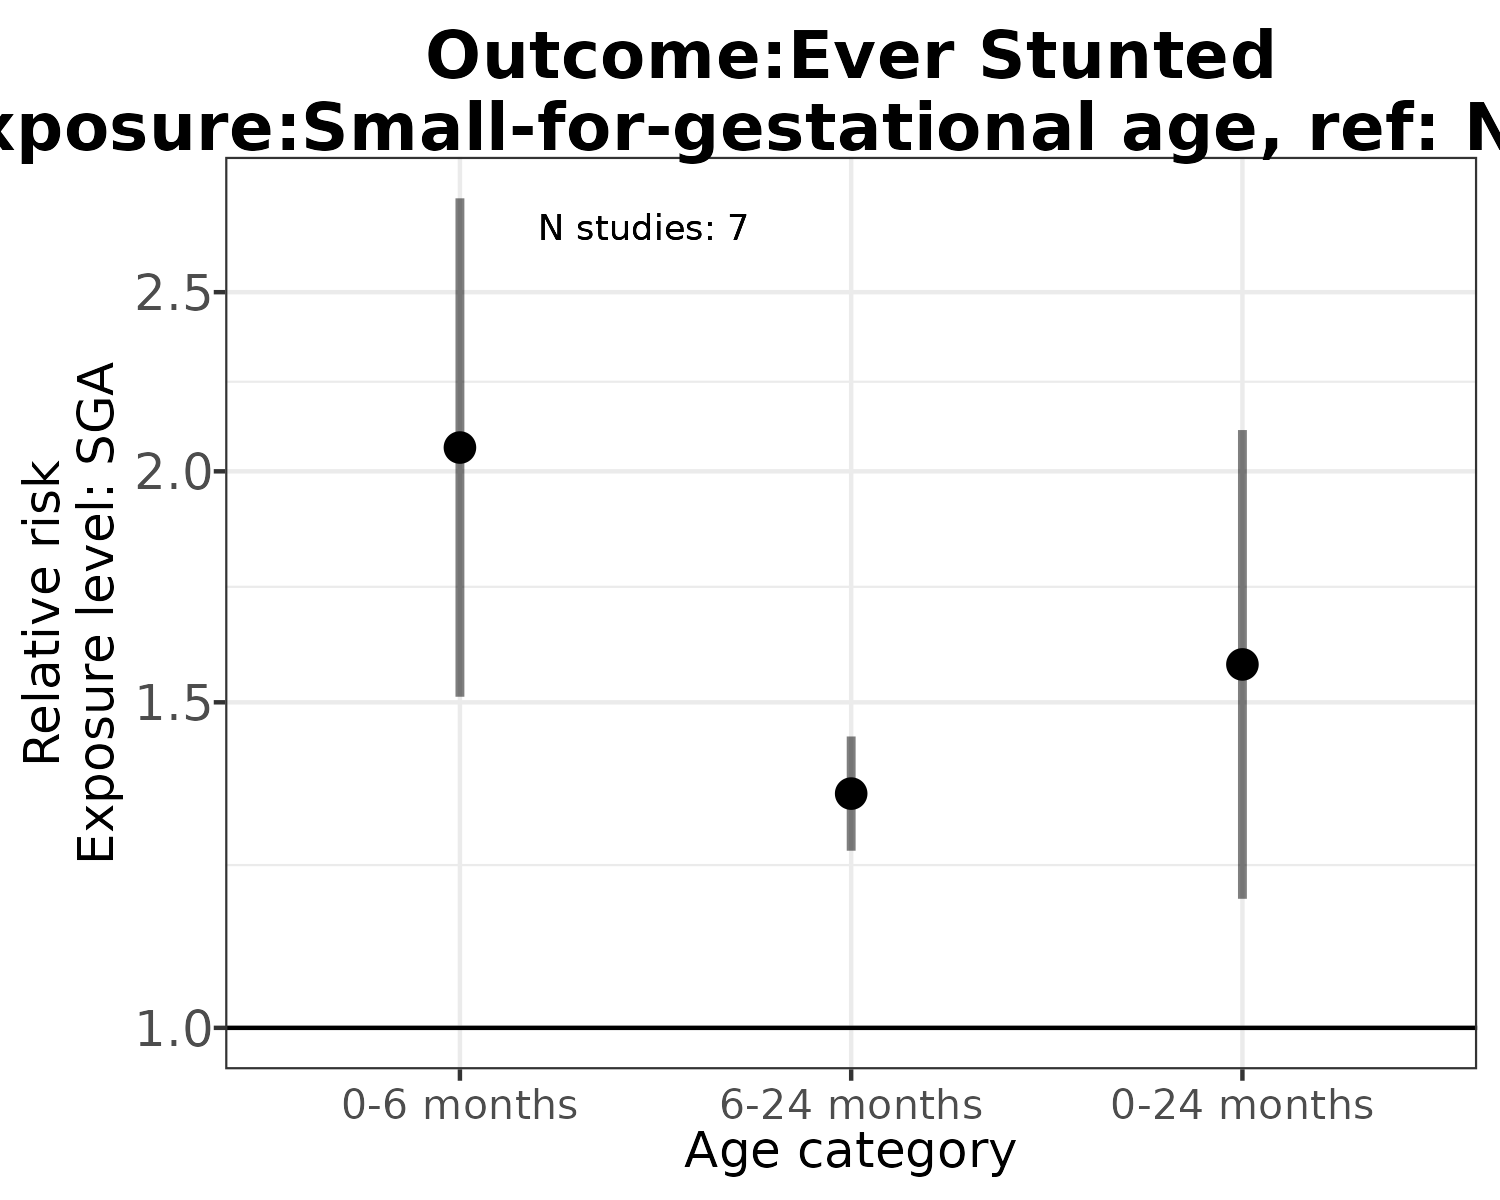 Outcome:Ever Stunted
xposure:Small-for-gestational age, ref: N
N studies: 7
2.5
2.0
1.5
1.0
Relative risk
Exposure level: SGA
0-6 months
6-24 months
0-24 months
Age category